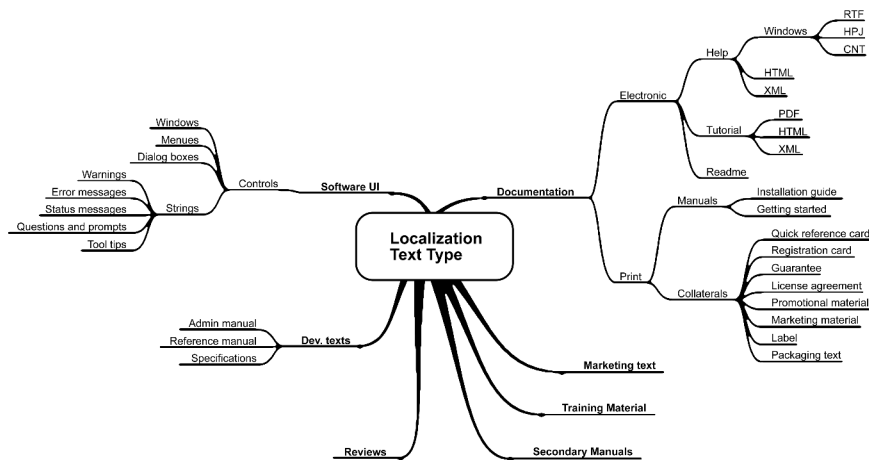 Localization
Text Type
Software UI
Controls
Windows
Menues
Dialog boxes
Strings
Warnings
Error messages
Status messages
Questions and prompts
Tool tips
Documentation
Electronic
Help
Windows
RTF
HPJ
CNT
HTML
XML
Tutorial
PDF
HTML
XML
Readme
Print
Manuals
Installation guide
Getting started
Collaterals
Quick reference card
Registration card
Guarantee
License agreement
Promotional material
Marketing material
Label
Packaging text
Dev. texts
Admin manual
Reference manual
Specifications
Marketing text
Training Material
Secondary Manuals
Reviews